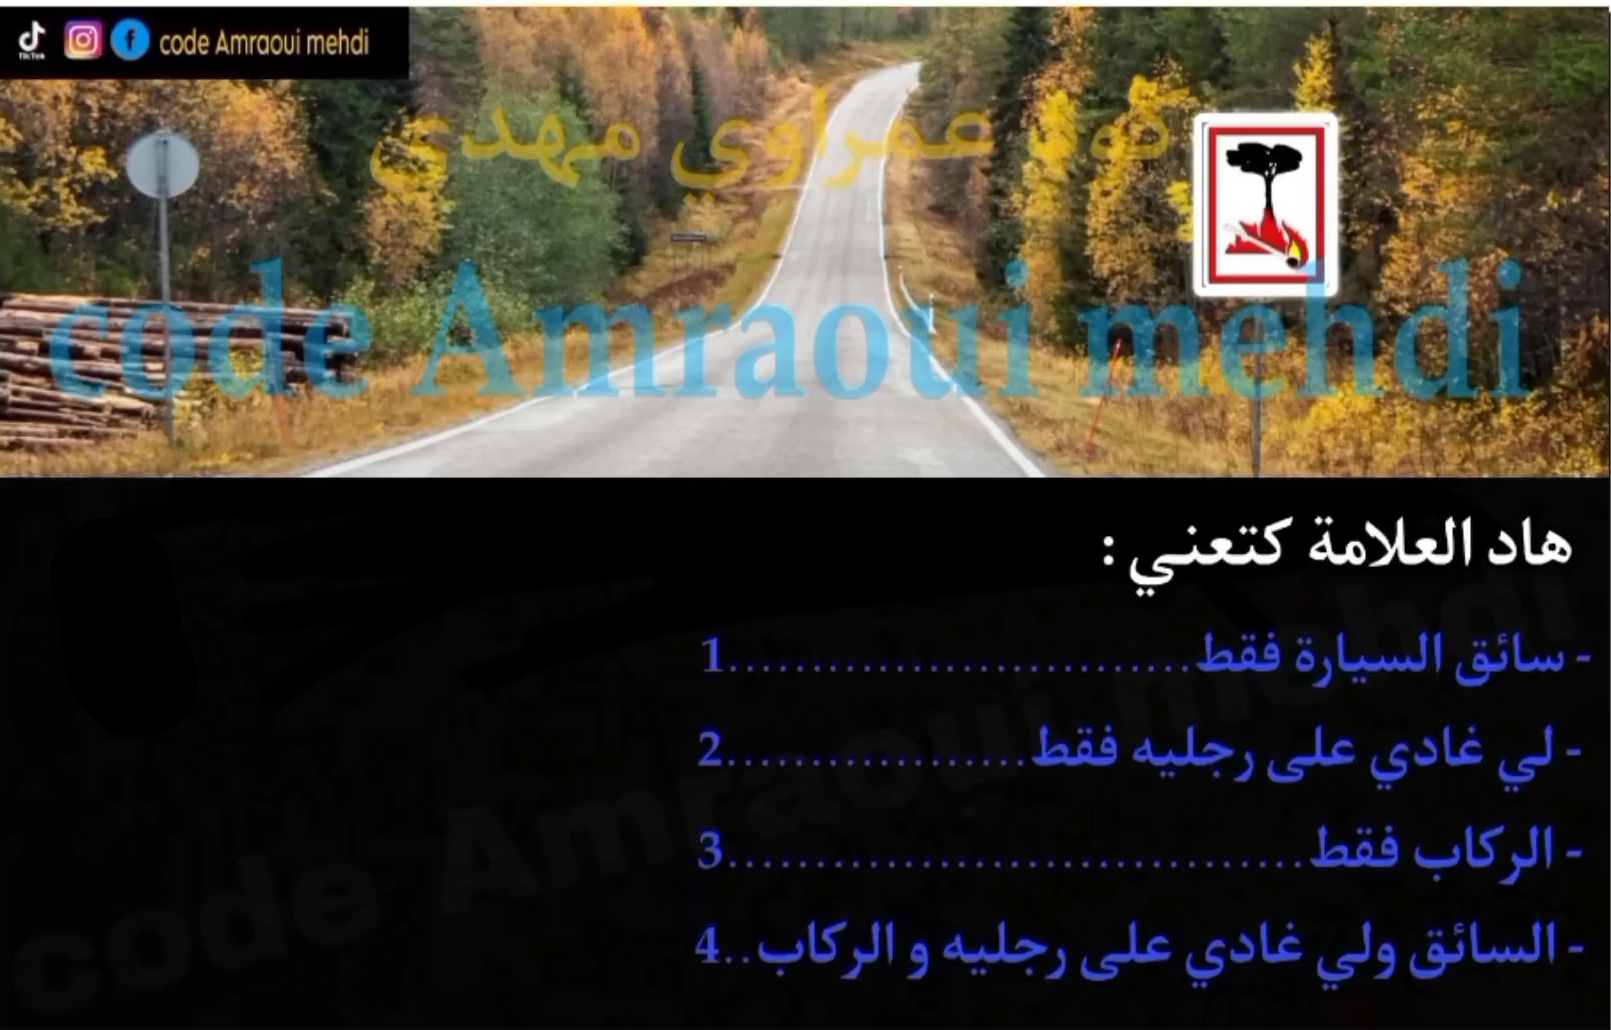 TikTok code Amraoui mehdi
كود عمراوي مهدي
code Amraoui mehdi
هاد العلامة كتعني :
- سائق السيارة فقط............................1
- لي غادي على رجليه فقط..................2
- الركاب فقط...................................3
- السائق ولي غادي على رجليه و الركاب..4
code Amraoui mehdi